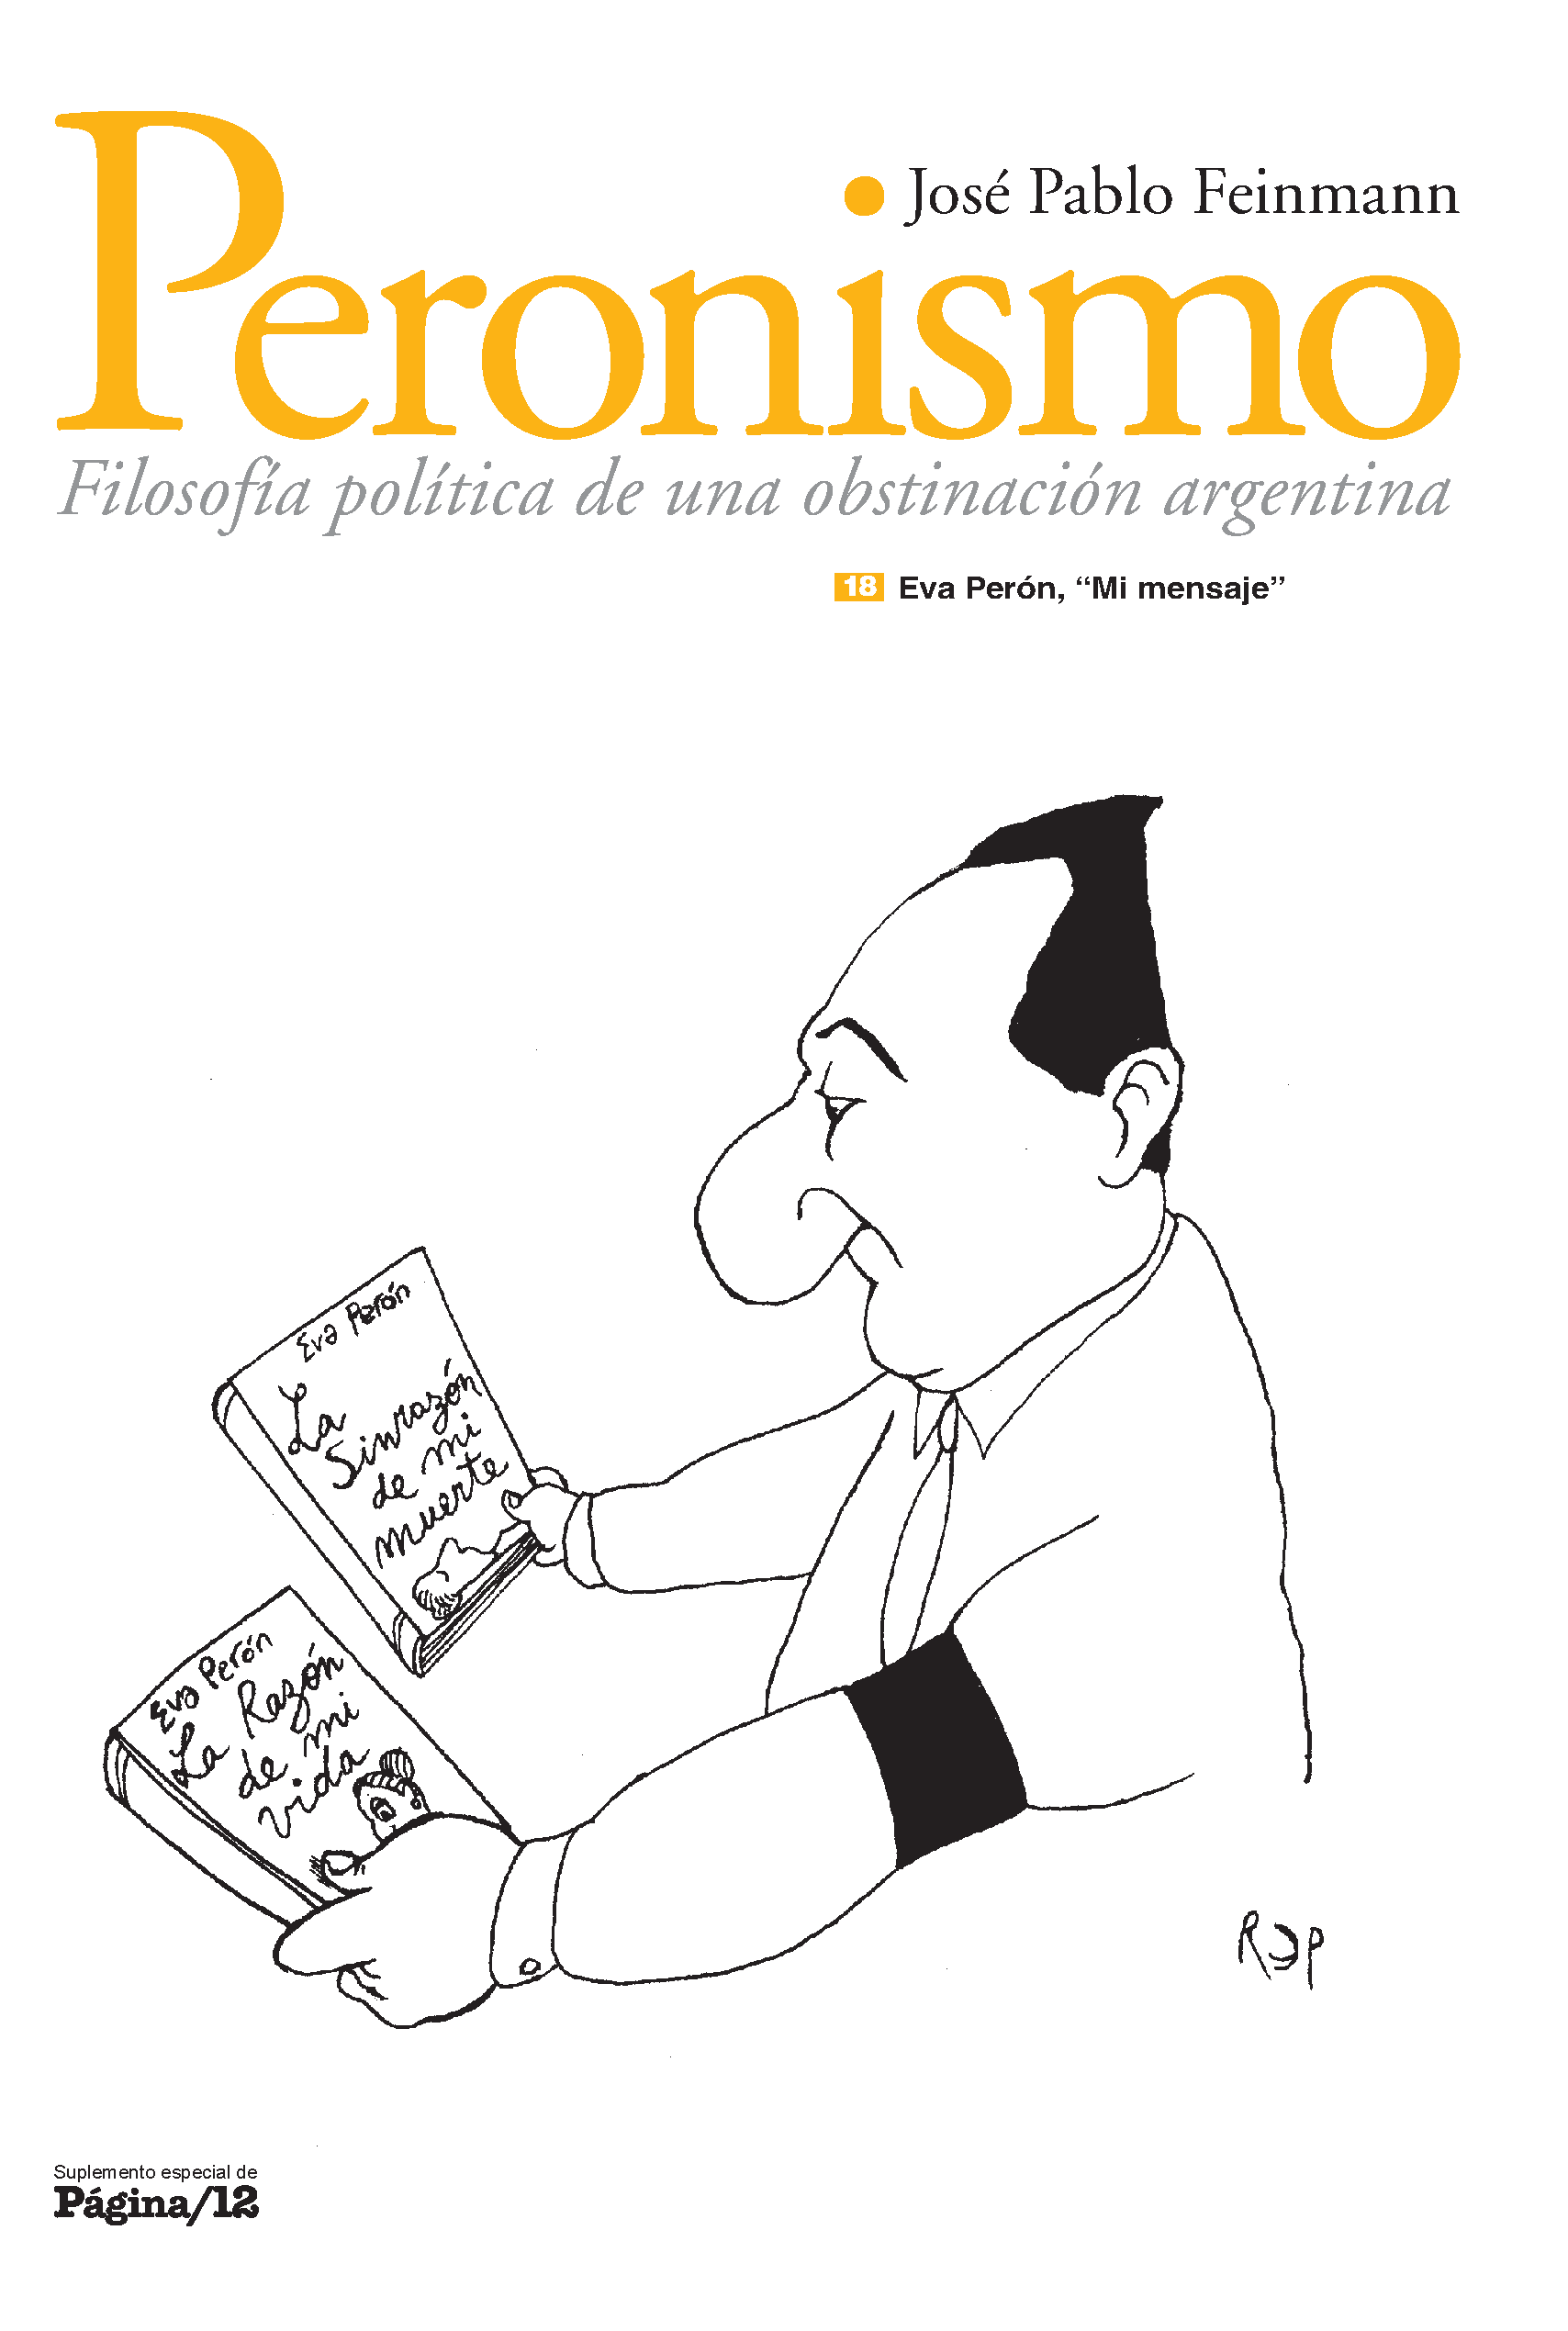 José Pablo Feinmann
Peronismo
Filosofía política de una obstinación argentina
18 Eva Perón, “Mi mensaje”
Eva Perón
La
Sinrazón
de mi
muerte
Eva Perón
La Razón
de mi
vida
Rep
Suplemento especial de
Página/12